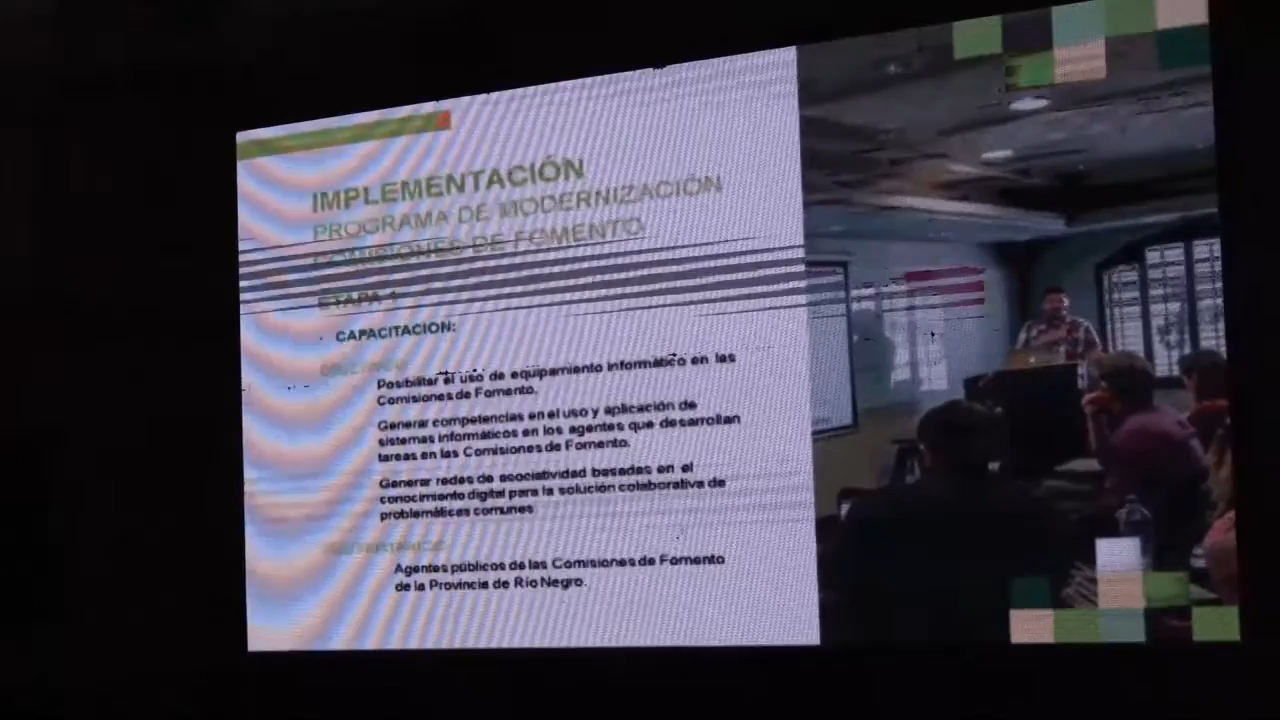 IMPLEMENTACIÓN
PROGRAMA DE MODERNIZACIÓN
COMISIONES DE FOMENTO
ETAPA 1
· CAPACITACIÓN:
Posibilitar el uso de equipamiento informático en las
Comisiones de Fomento.
Generar competencias en el uso y aplicación de
sistemas informáticos en los agentes que desarrollan
tareas en las Comisiones de Fomento.
Generar redes de asociatividad basadas en el
conocimiento digital para la solución colaborativa de
problemáticas comunes
Agentes públicos de las Comisiones de Fomento
de la Provincia de Río Negro.